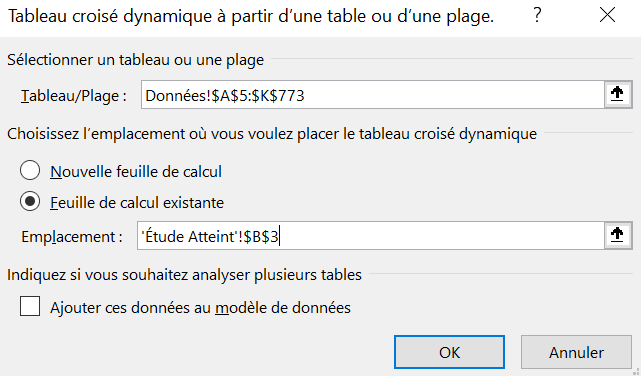 Tableau croisé dynamique à partir d’une table ou d’une plage. ? ×
Sélectionner un tableau ou une plage
Tableau/Plage : Données!$A$5:$K$773
Choisissez l’emplacement où vous voulez placer le tableau croisé dynamique
Nouvelle feuille de calcul
Feuille de calcul existante
Emplacement : 'Étude Atteint'!$B$3
Indiquez si vous souhaitez analyser plusieurs tables
Ajouter ces données au modèle de données
OK Annuler